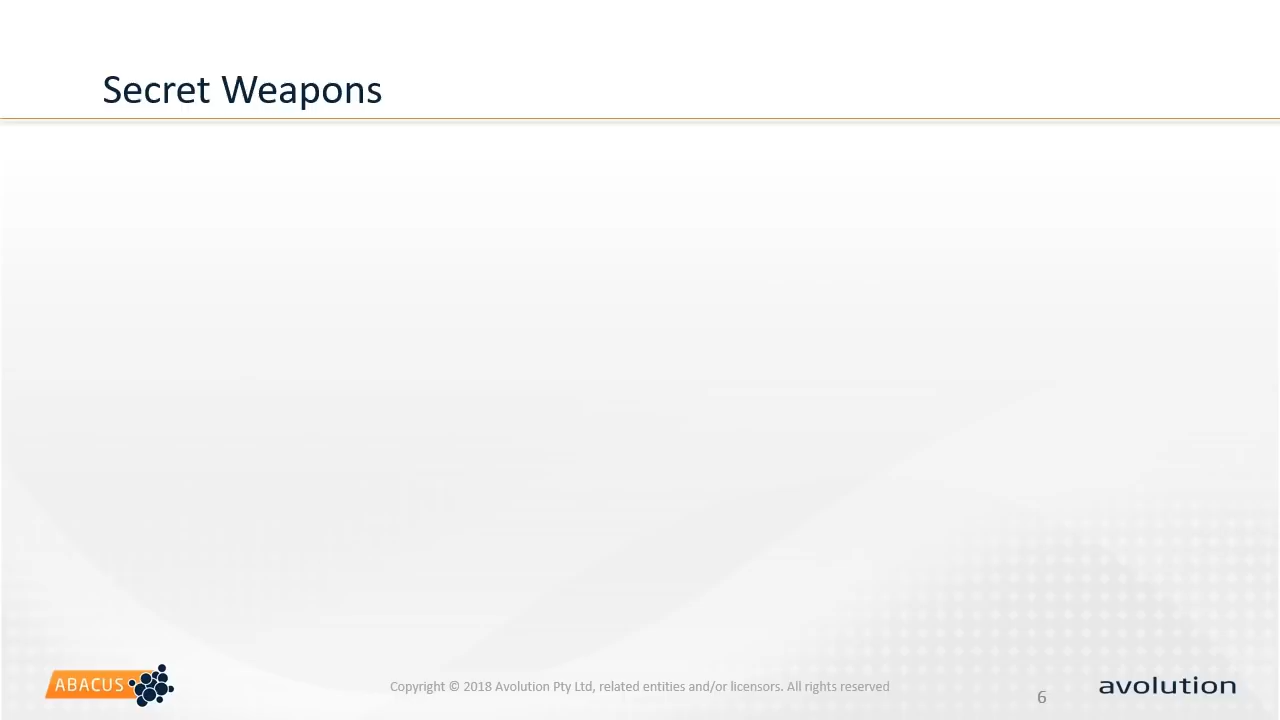 Secret Weapons
ABACUS
Copyright © 2018 Avolution Pty Ltd, related entities and/or licensors. All rights reserved
6
avolution